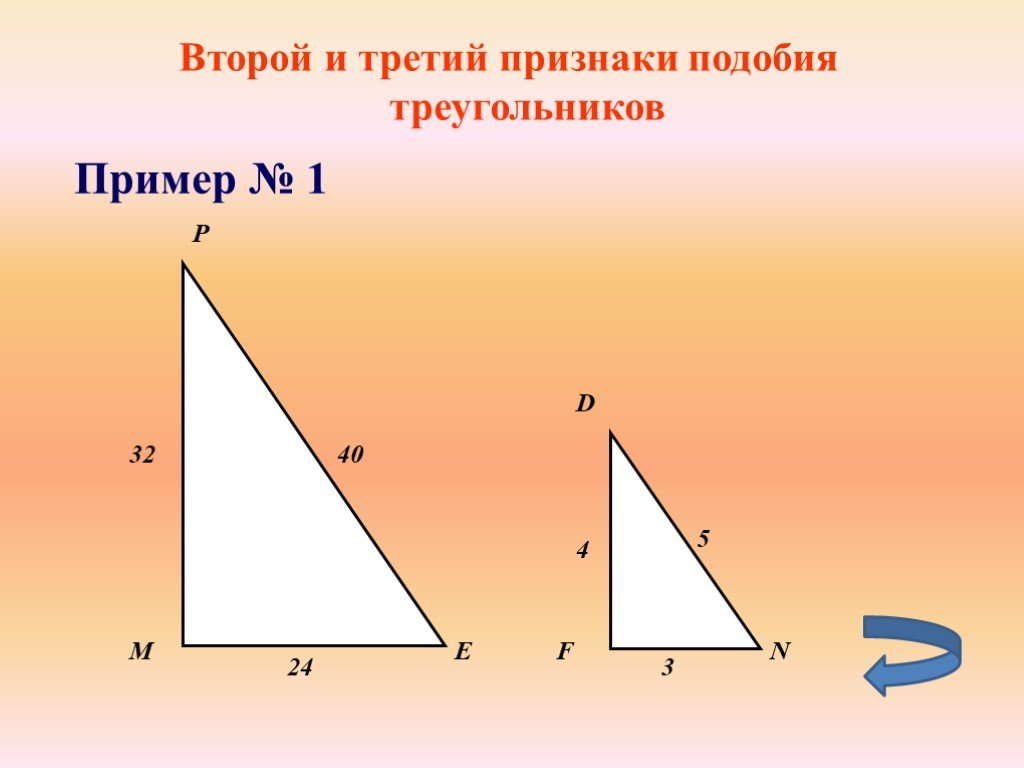 Второй и третий признаки подобия
треугольников
Пример № 1
P
D
32
40
4
5
M
E
F
N
24
3